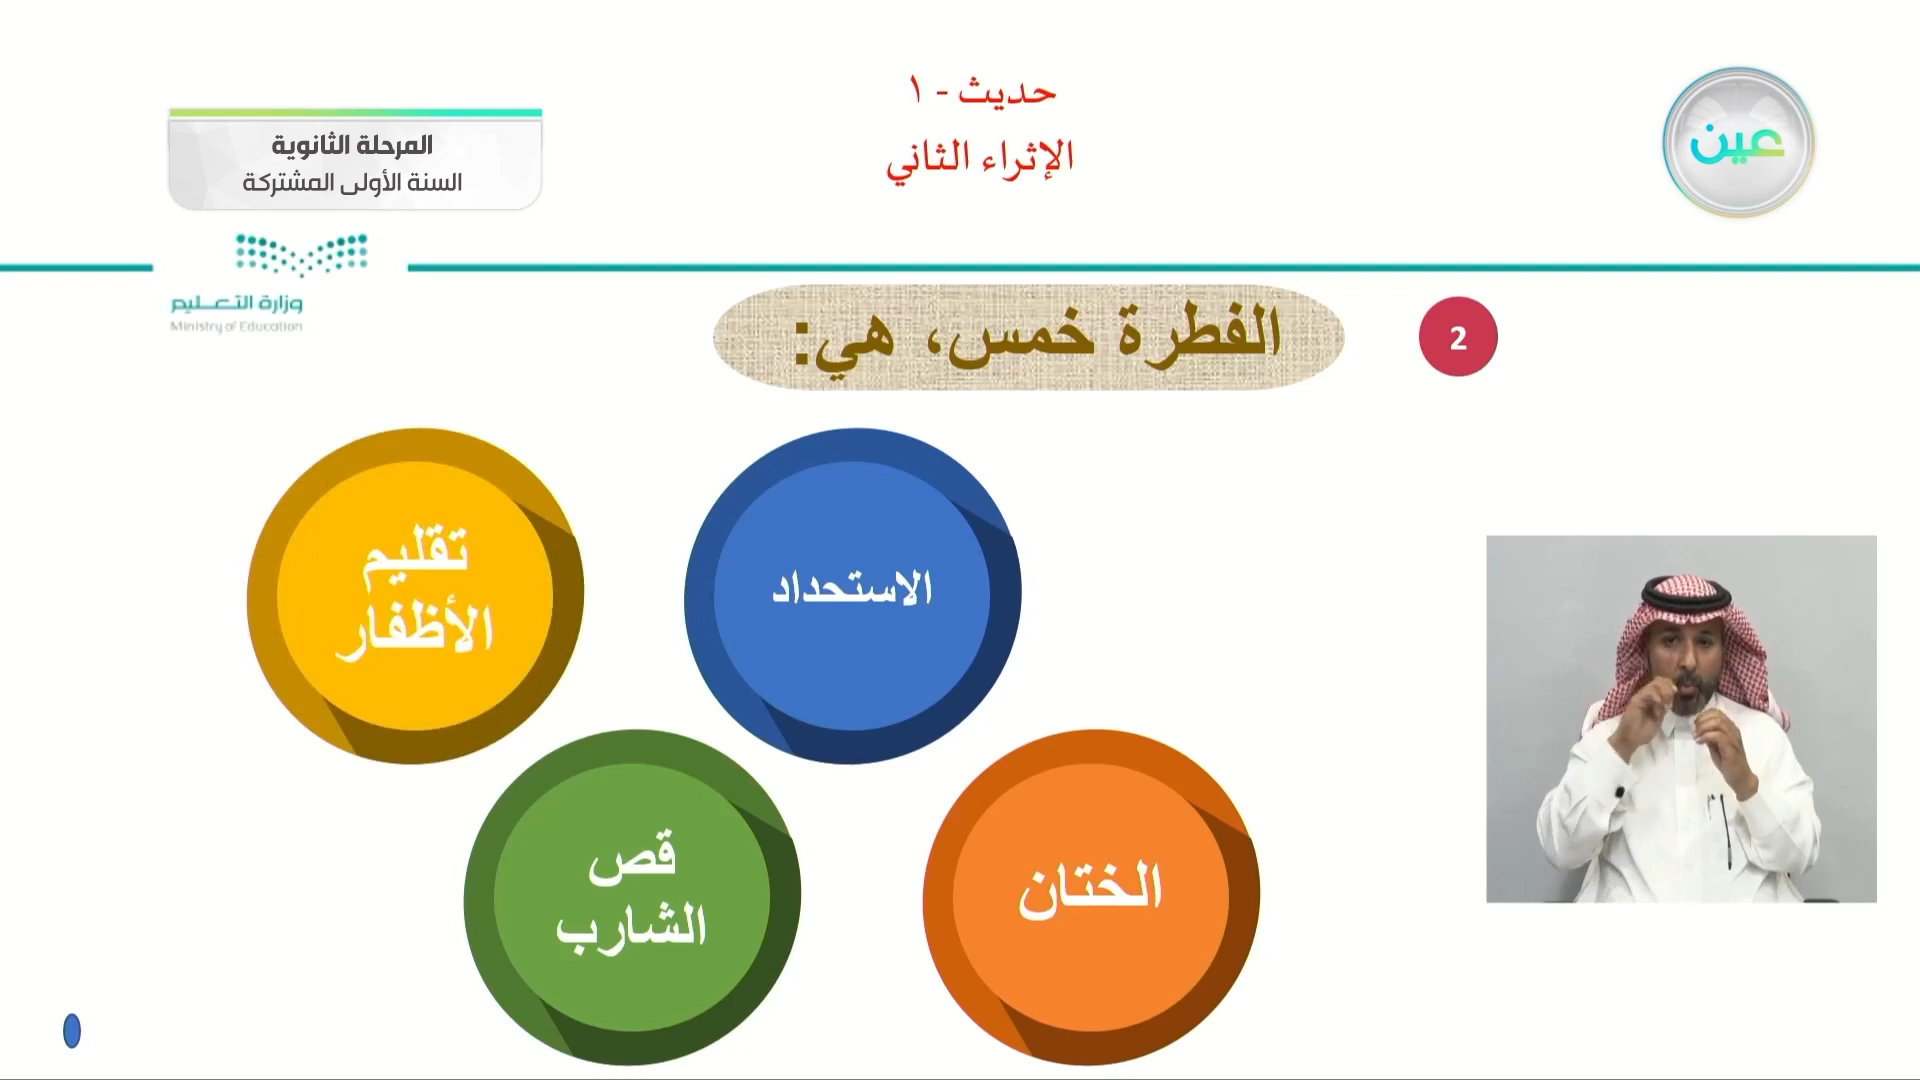 حديث - ١
الإثراء الثاني
عين
المرحلة الثانوية
السنة الأولى المشتركة
وزارة التعليم
Ministry of Education
2
الفطرة خمس، هي:
الاستحداد
تقليم
الأظفار
الختان
قص
الشارب